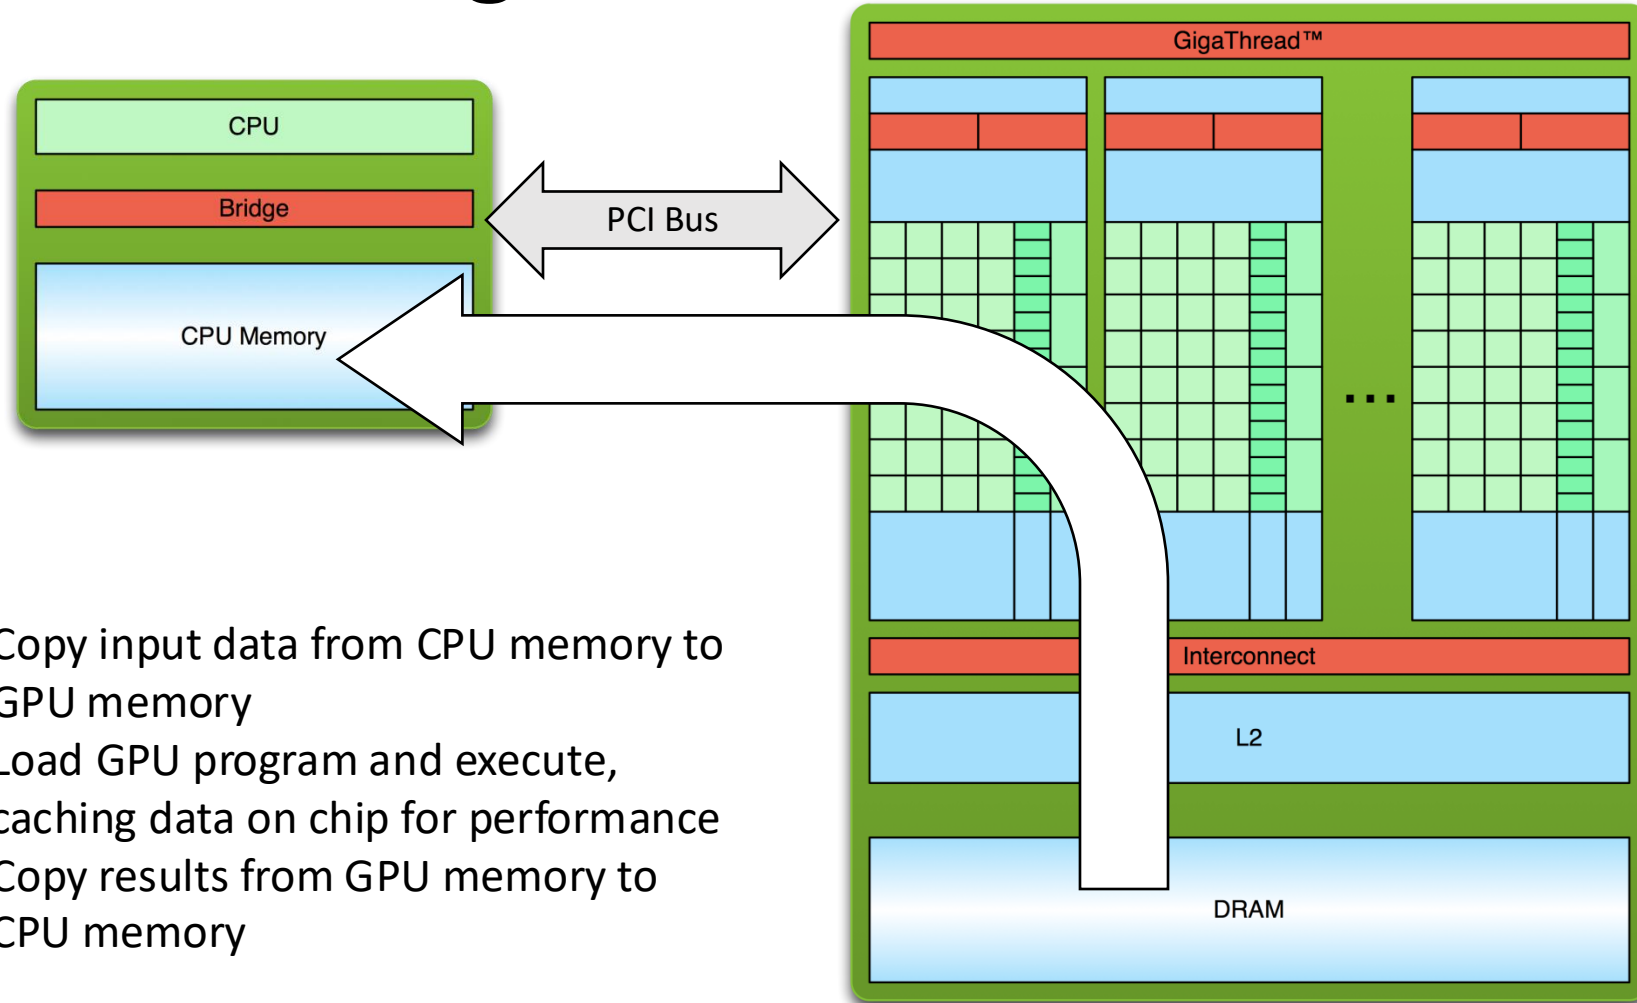 GigaThread™
CPU
Bridge
PCI Bus
CPU Memory
...
Copy input data from CPU memory to
GPU memory
Load GPU program and execute,
caching data on chip for performance
Copy results from GPU memory to
CPU memory
Interconnect
L2
DRAM